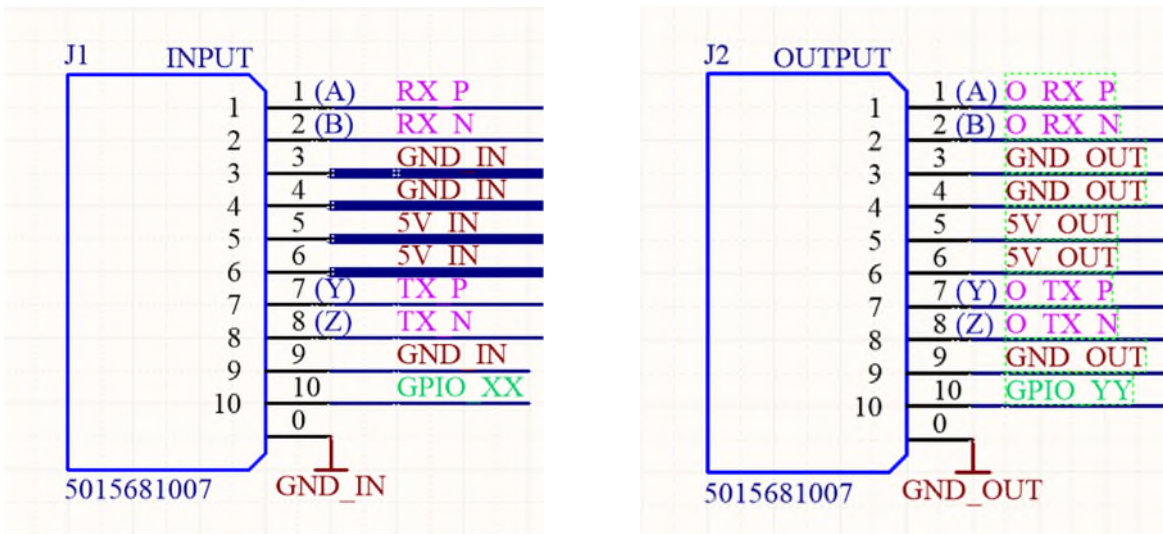 J1 INPUT
1 1 (A) RX_P
2 2 (B) RX_N
3 3 GND_IN
4 4 GND_IN
5 5 5V_IN
6 6 5V_IN
7 7 (Y) TX_P
8 8 (Z) TX_N
9 9 GND_IN
10 10 GPIO_XX
0
GND_IN
5015681007
J2 OUTPUT
1 1 (A) O_RX_P
2 2 (B) O_RX_N
3 3 GND_OUT
4 4 GND_OUT
5 5 5V_OUT
6 6 5V_OUT
7 7 (Y) O_TX_P
8 8 (Z) O_TX_N
9 9 GND_OUT
10 10 GPIO_YY
0
GND_OUT
5015681007